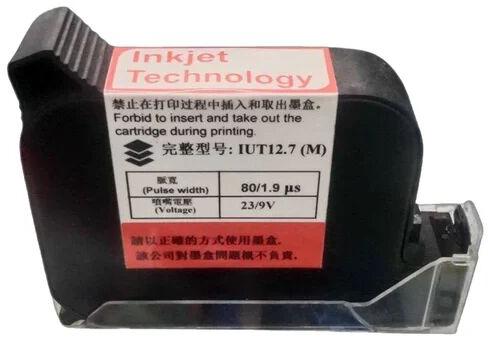 Inkjet
Technology
禁止在打印过程中插入和取出墨盒。
Forbid to insert and take out the
cartridge during printing.
完整型号: IUT12.7 (M)
脈寬
(Pulse width)
80/1.9 μs
噴嘴電壓
(Voltage)
23/9V
請以正確的方式使用墨盒。
該公司對墨盒問題概不負責。